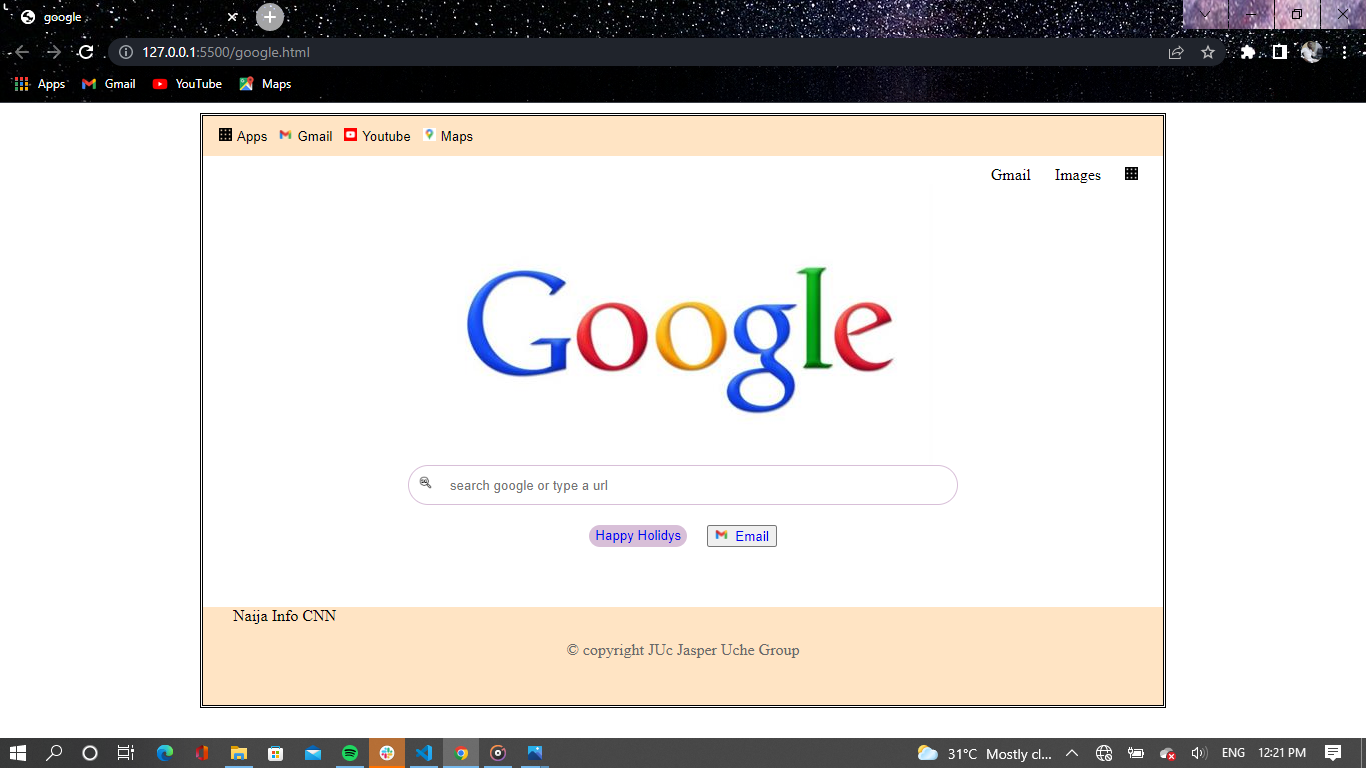 google
127.0.0.1:5500/google.html
Apps Gmail YouTube Maps
Apps Gmail Youtube Maps
Gmail Images
Google
search google or type a url
Happy Holidys Email
Naija Info CNN
© copyright JUc Jasper Uche Group
31°C Mostly cl... ENG 12:21 PM